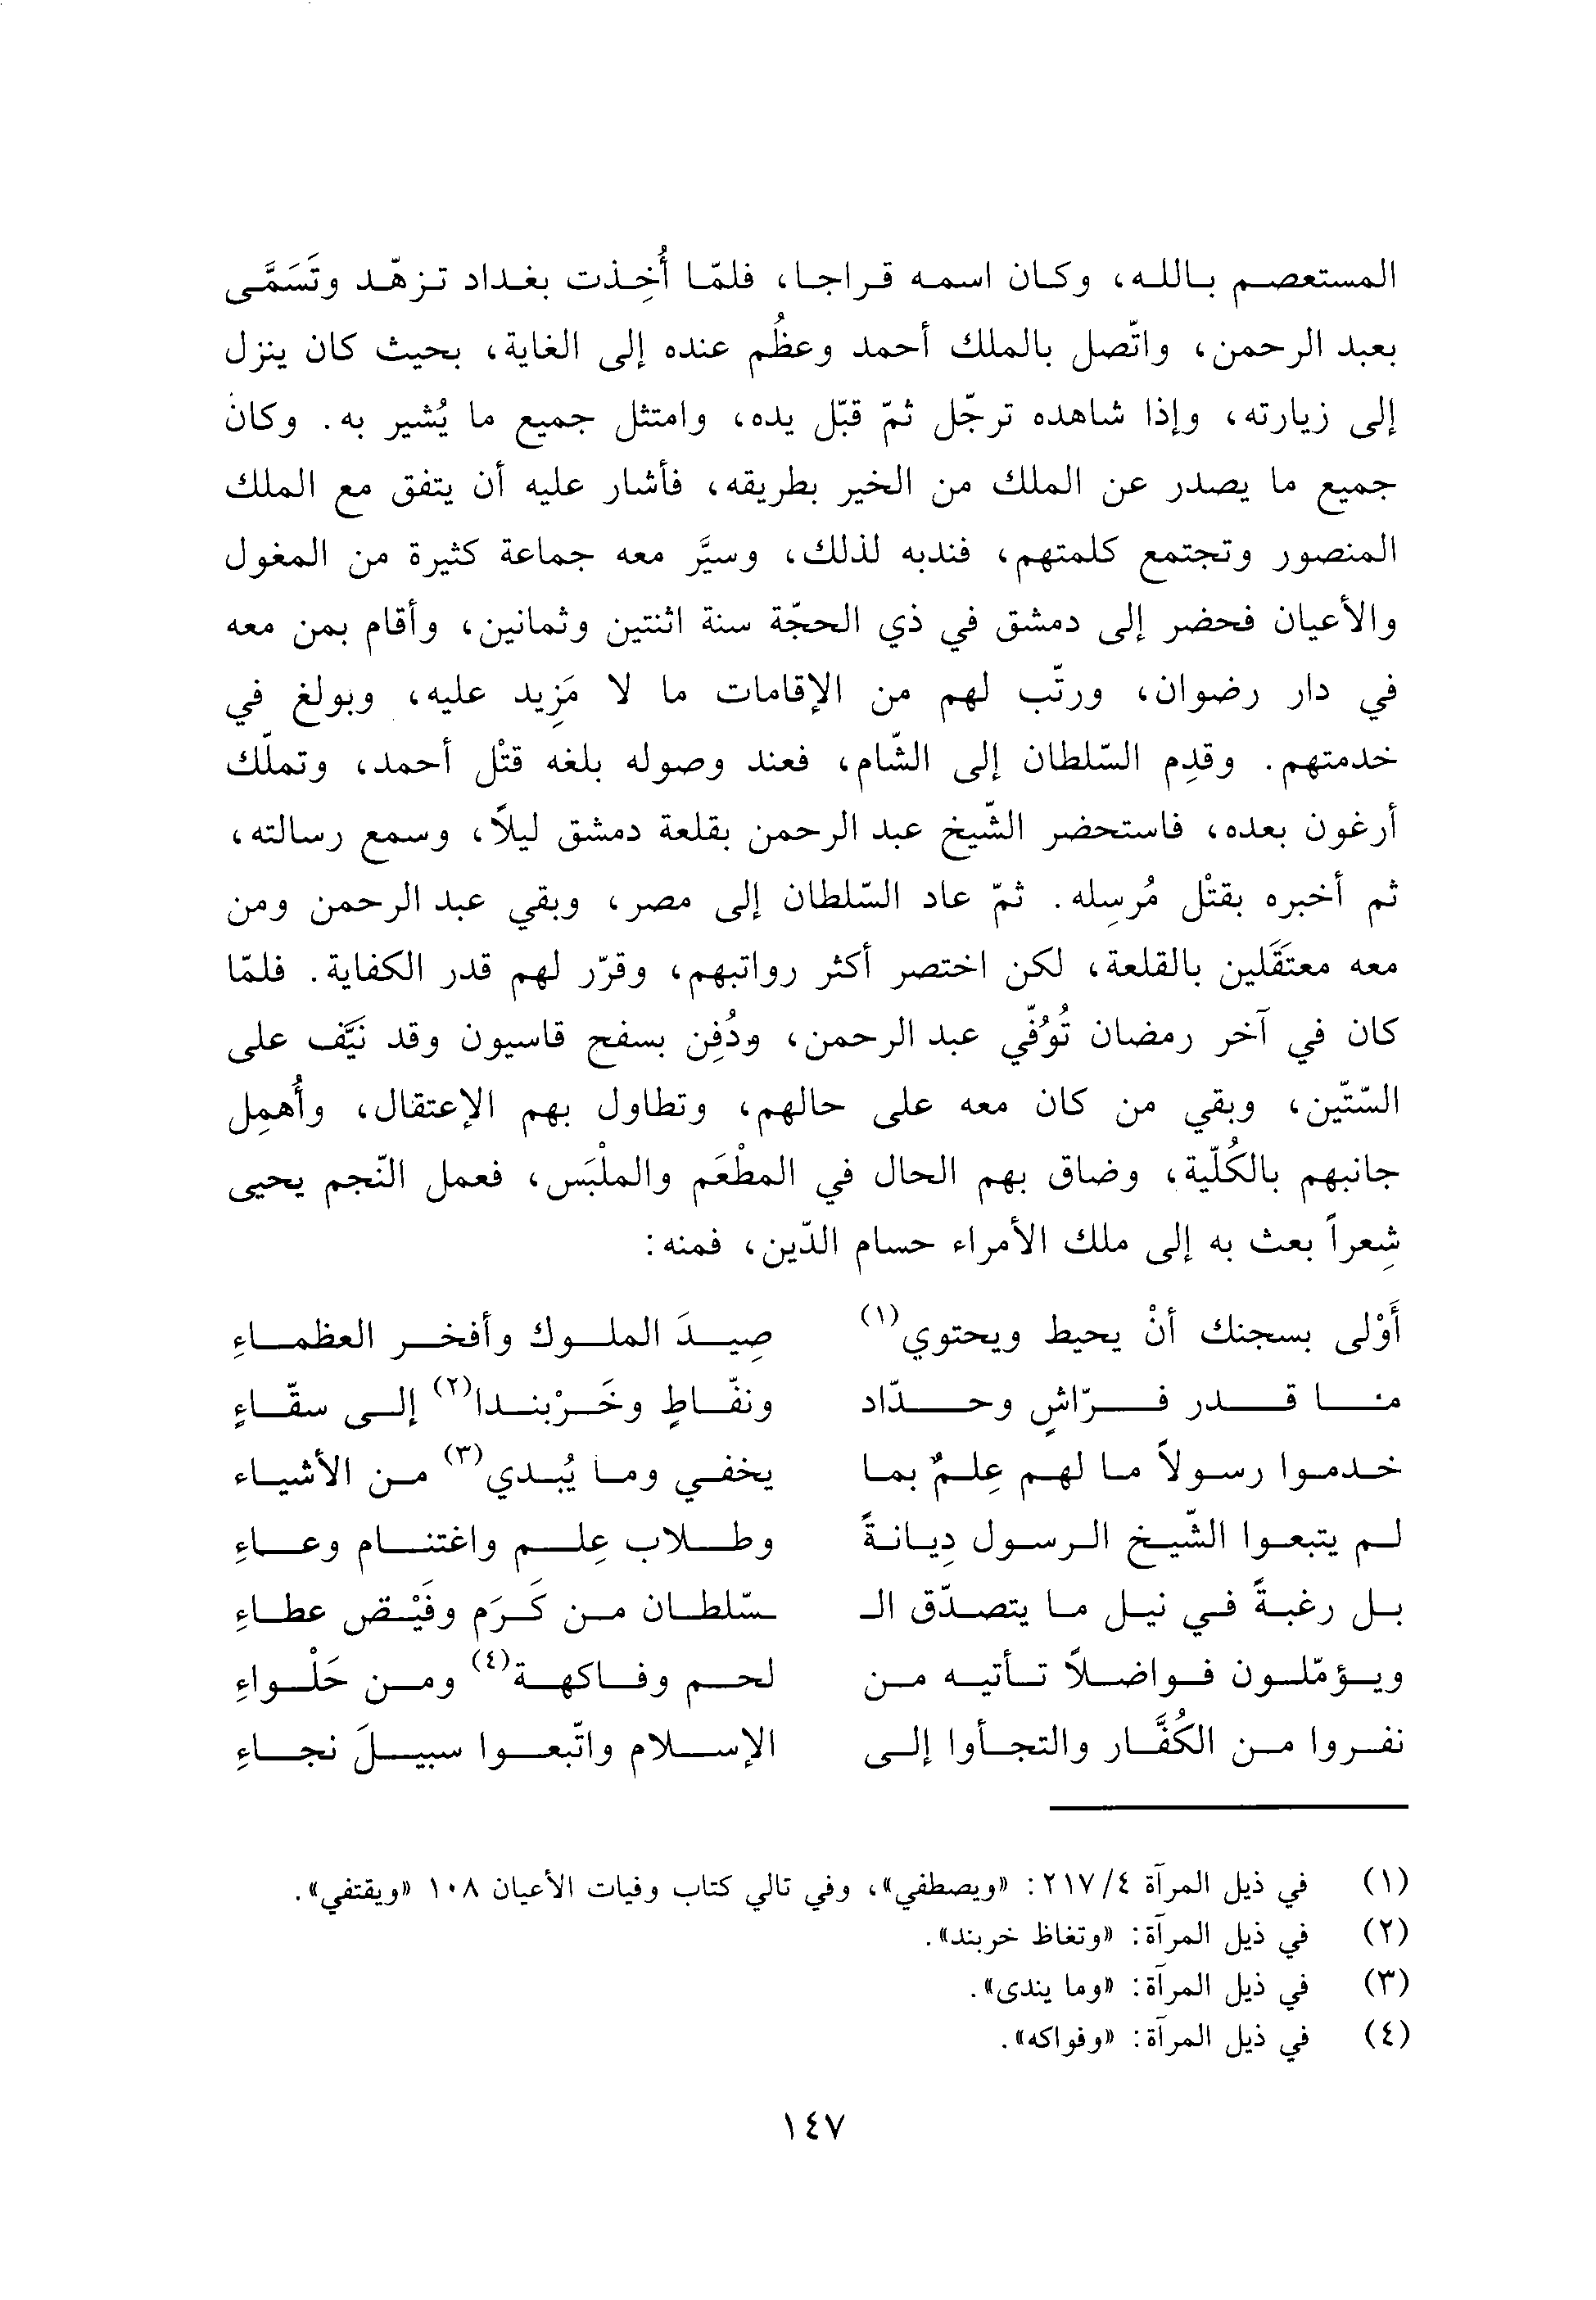 المستعصم بالله، وكان اسمه قراجا، فلمّا أُخِذت بغداد تزهّد وتَسَمَّى
بعبد الرحمن، واتّصل بالملك أحمد وعظُم عنده إلى الغاية، بحيث كان ينزل
إلى زيارته، وإذا شاهده ترجّل ثمّ قبّل يده، وامتثل جميع ما يُشير به. وكان
جميع ما يصدر عن الملك من الخير بطريقه، فأشار عليه أن يتفق مع الملك
المنصور وتجتمع كلمتهم، فندبه لذلك، وسيَّر معه جماعة كثيرة من المغول
والأعيان فحضر إلى دمشق في ذي الحجّة سنة اثنتين وثمانين، وأقام بمن معه
في دار رضوان، ورتّب لهم من الإقامات ما لا مَزِيد عليه، وبولغ في
خدمتهم. وقدِم السّلطان إلى الشّام، فعند وصوله بلغه قتْل أحمد، وتملّك
أرغون بعده، فاستحضر الشّيخ عبد الرحمن بقلعة دمشق ليلاً، وسمع رسالته،
ثم أخبره بقتْل مُرسِله. ثمّ عاد السّلطان إلى مصر، وبقي عبد الرحمن ومن
معه معتَقَلين بالقلعة، لكن اختصر أكثر رواتبهم، وقرّر لهم قدر الكفاية. فلمّا
كان في آخر رمضان تُوُفّي عبد الرحمن، ودُفِن بسفح قاسيون وقد نَيَّف على
السّتّين، وبقي من كان معه على حالهم، وتطاول بهم الإعتقال، وأُهمِل
جانبهم بالكُلّية، وضاق بهم الحال في المطْعَم والملْبَس، فعمل النّجم يحيى
شِعراً بعث به إلى ملك الأمراء حسام الدّين، فمنه:
أَوْلى بسجنك أنْ يحيط ويحتوي(١) صِيدَ الملوك وأفخر العظماءِ
ما قدر فرّاشٍ وحدّاد ونفّاطٍ وخَرْبندا(٢) إلى سقّاءٍ
خدموا رسولاً ما لهم عِلمٌ بما يخفي وما يُبدي(٣) من الأشياء
لم يتبعوا الشّيخ الرسول دِيانةً وطلاب عِلم واغتنام وعاءِ
بل رغبةً في نيل ما يتصدّق الـ ـسّلطان من كَرَم وفَيْض عطاءِ
ويؤمّلون فواضلاً تأتيه من لحم وفاكهة(٤) ومن حَلْواءِ
نفروا من الكُفَّار والتجأوا إلى الإسلام واتّبعوا سبيلَ نجاءِ
(١) في ذيل المرآة ٢١٧/٤: «ويصطفي»، وفي تالي كتاب وفيات الأعيان ١٠٨ «ويقتفي».
(٢) في ذيل المرآة: «وتغاظ خربند».
(٣) في ذيل المرآة: «وما يندى».
(٤) في ذيل المرآة: «وفواكه».
١٤٧